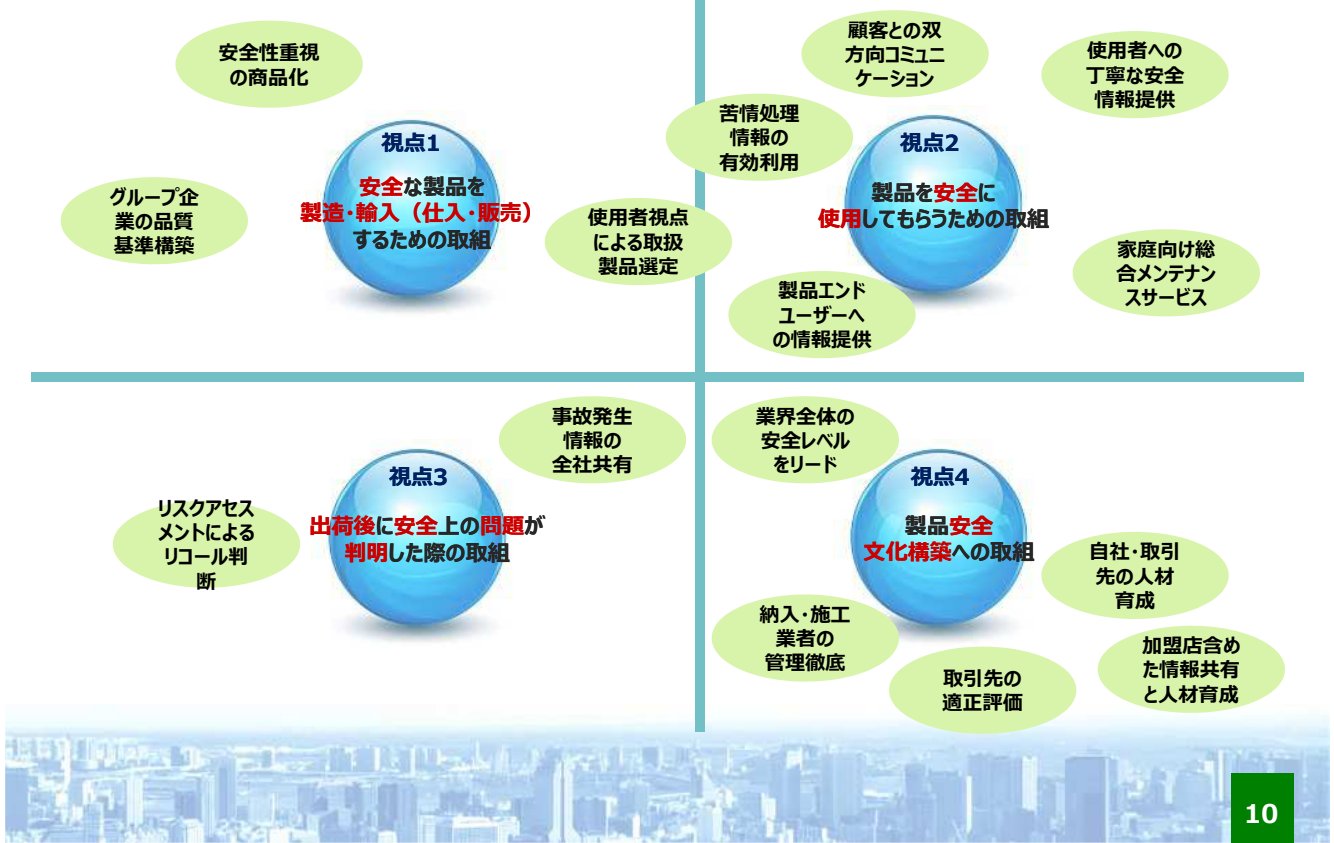 安全性重視
の商品化
グループ企
業の品質
基準構築
視点1
安全な製品を
製造・輸入（仕入・販売）
するための取組
使用者視点
による取扱
製品選定
顧客との双
方向コミュニ
ケーション
使用者への
丁寧な安全
情報提供
苦情処理
情報の
有効利用
視点2
製品を安全に
使用してもらうための取組
家庭向け総
合メンテナン
スサービス
製品エンド
ユーザーへ
の情報提供
事故発生
情報の
全社共有
視点3
出荷後に安全上の問題が
判明した際の取組
リスクアセス
メントによる
リコール判
断
業界全体の
安全レベル
をリード
視点4
製品安全
文化構築への取組
自社・取引
先の人材
育成
納入・施工
業者の
管理徹底
取引先の
適正評価
加盟店含め
た情報共有
と人材育成
10